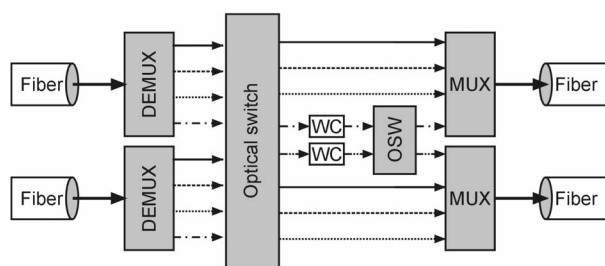 Fiber
DEMUX
Optical switch
WC
WC
OSW
MUX
Fiber
Fiber
DEMUX
MUX
Fiber